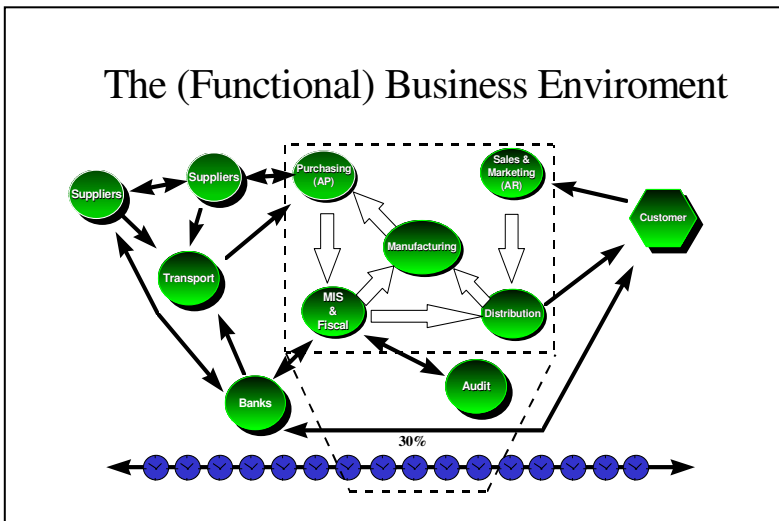 The (Functional) Business Enviroment
Suppliers
Suppliers
Purchasing
(AP)
Sales &
Marketing
(AR)
Customer
Manufacturing
Transport
MIS
&
Fiscal
Distribution
Banks
Audit
30%